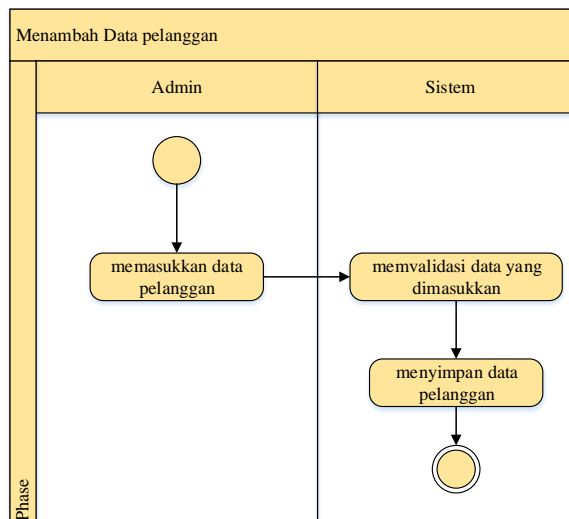 Menambah Data pelanggan
Admin
Sistem
memasukkan data
pelanggan
memvalidasi data yang
dimasukkan
menyimpan data
pelanggan
Phase